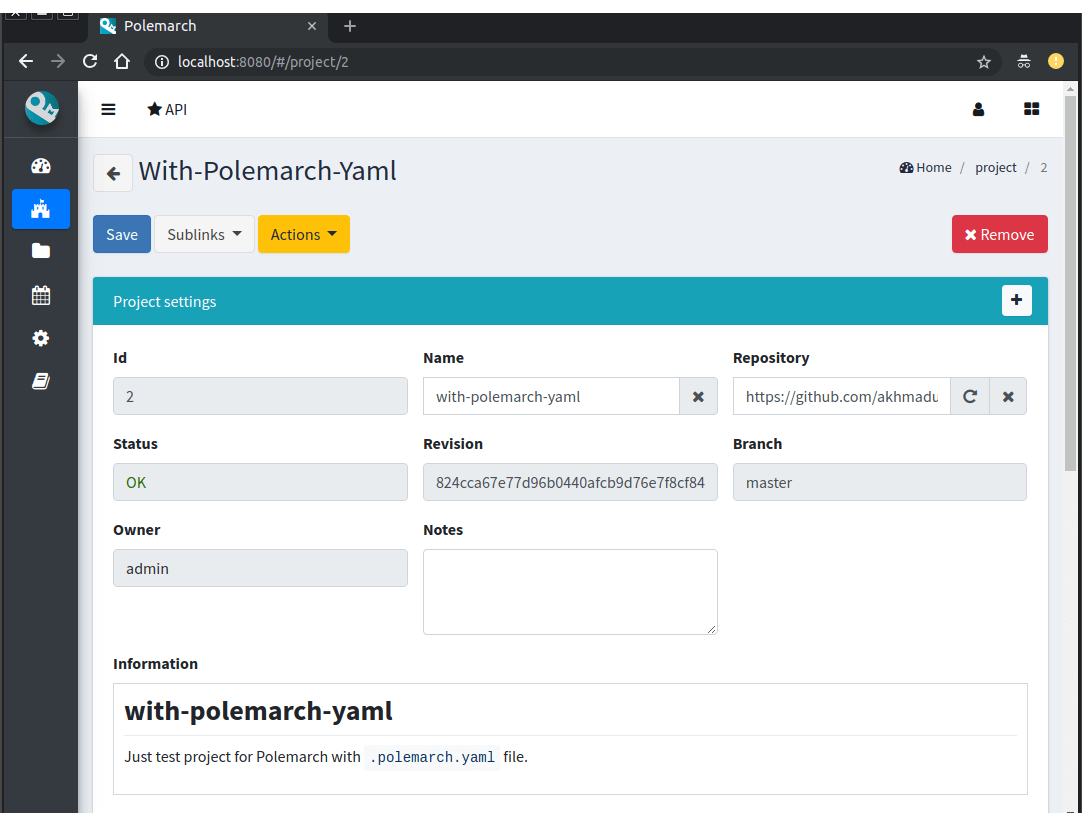 Polemarch
localhost:8080/#/project/2
API
With-Polemarch-Yaml
Home / project / 2
Save
Sublinks
Actions
Remove
Project settings
Id
Name
Repository
2
with-polemarch-yaml
https://github.com/akhmadu
Status
Revision
Branch
OK
824cca67e77d96b0440afcb9d76e7f8cf84
master
Owner
Notes
admin
Information
with-polemarch-yaml
Just test project for Polemarch with .polemarch.yaml file.